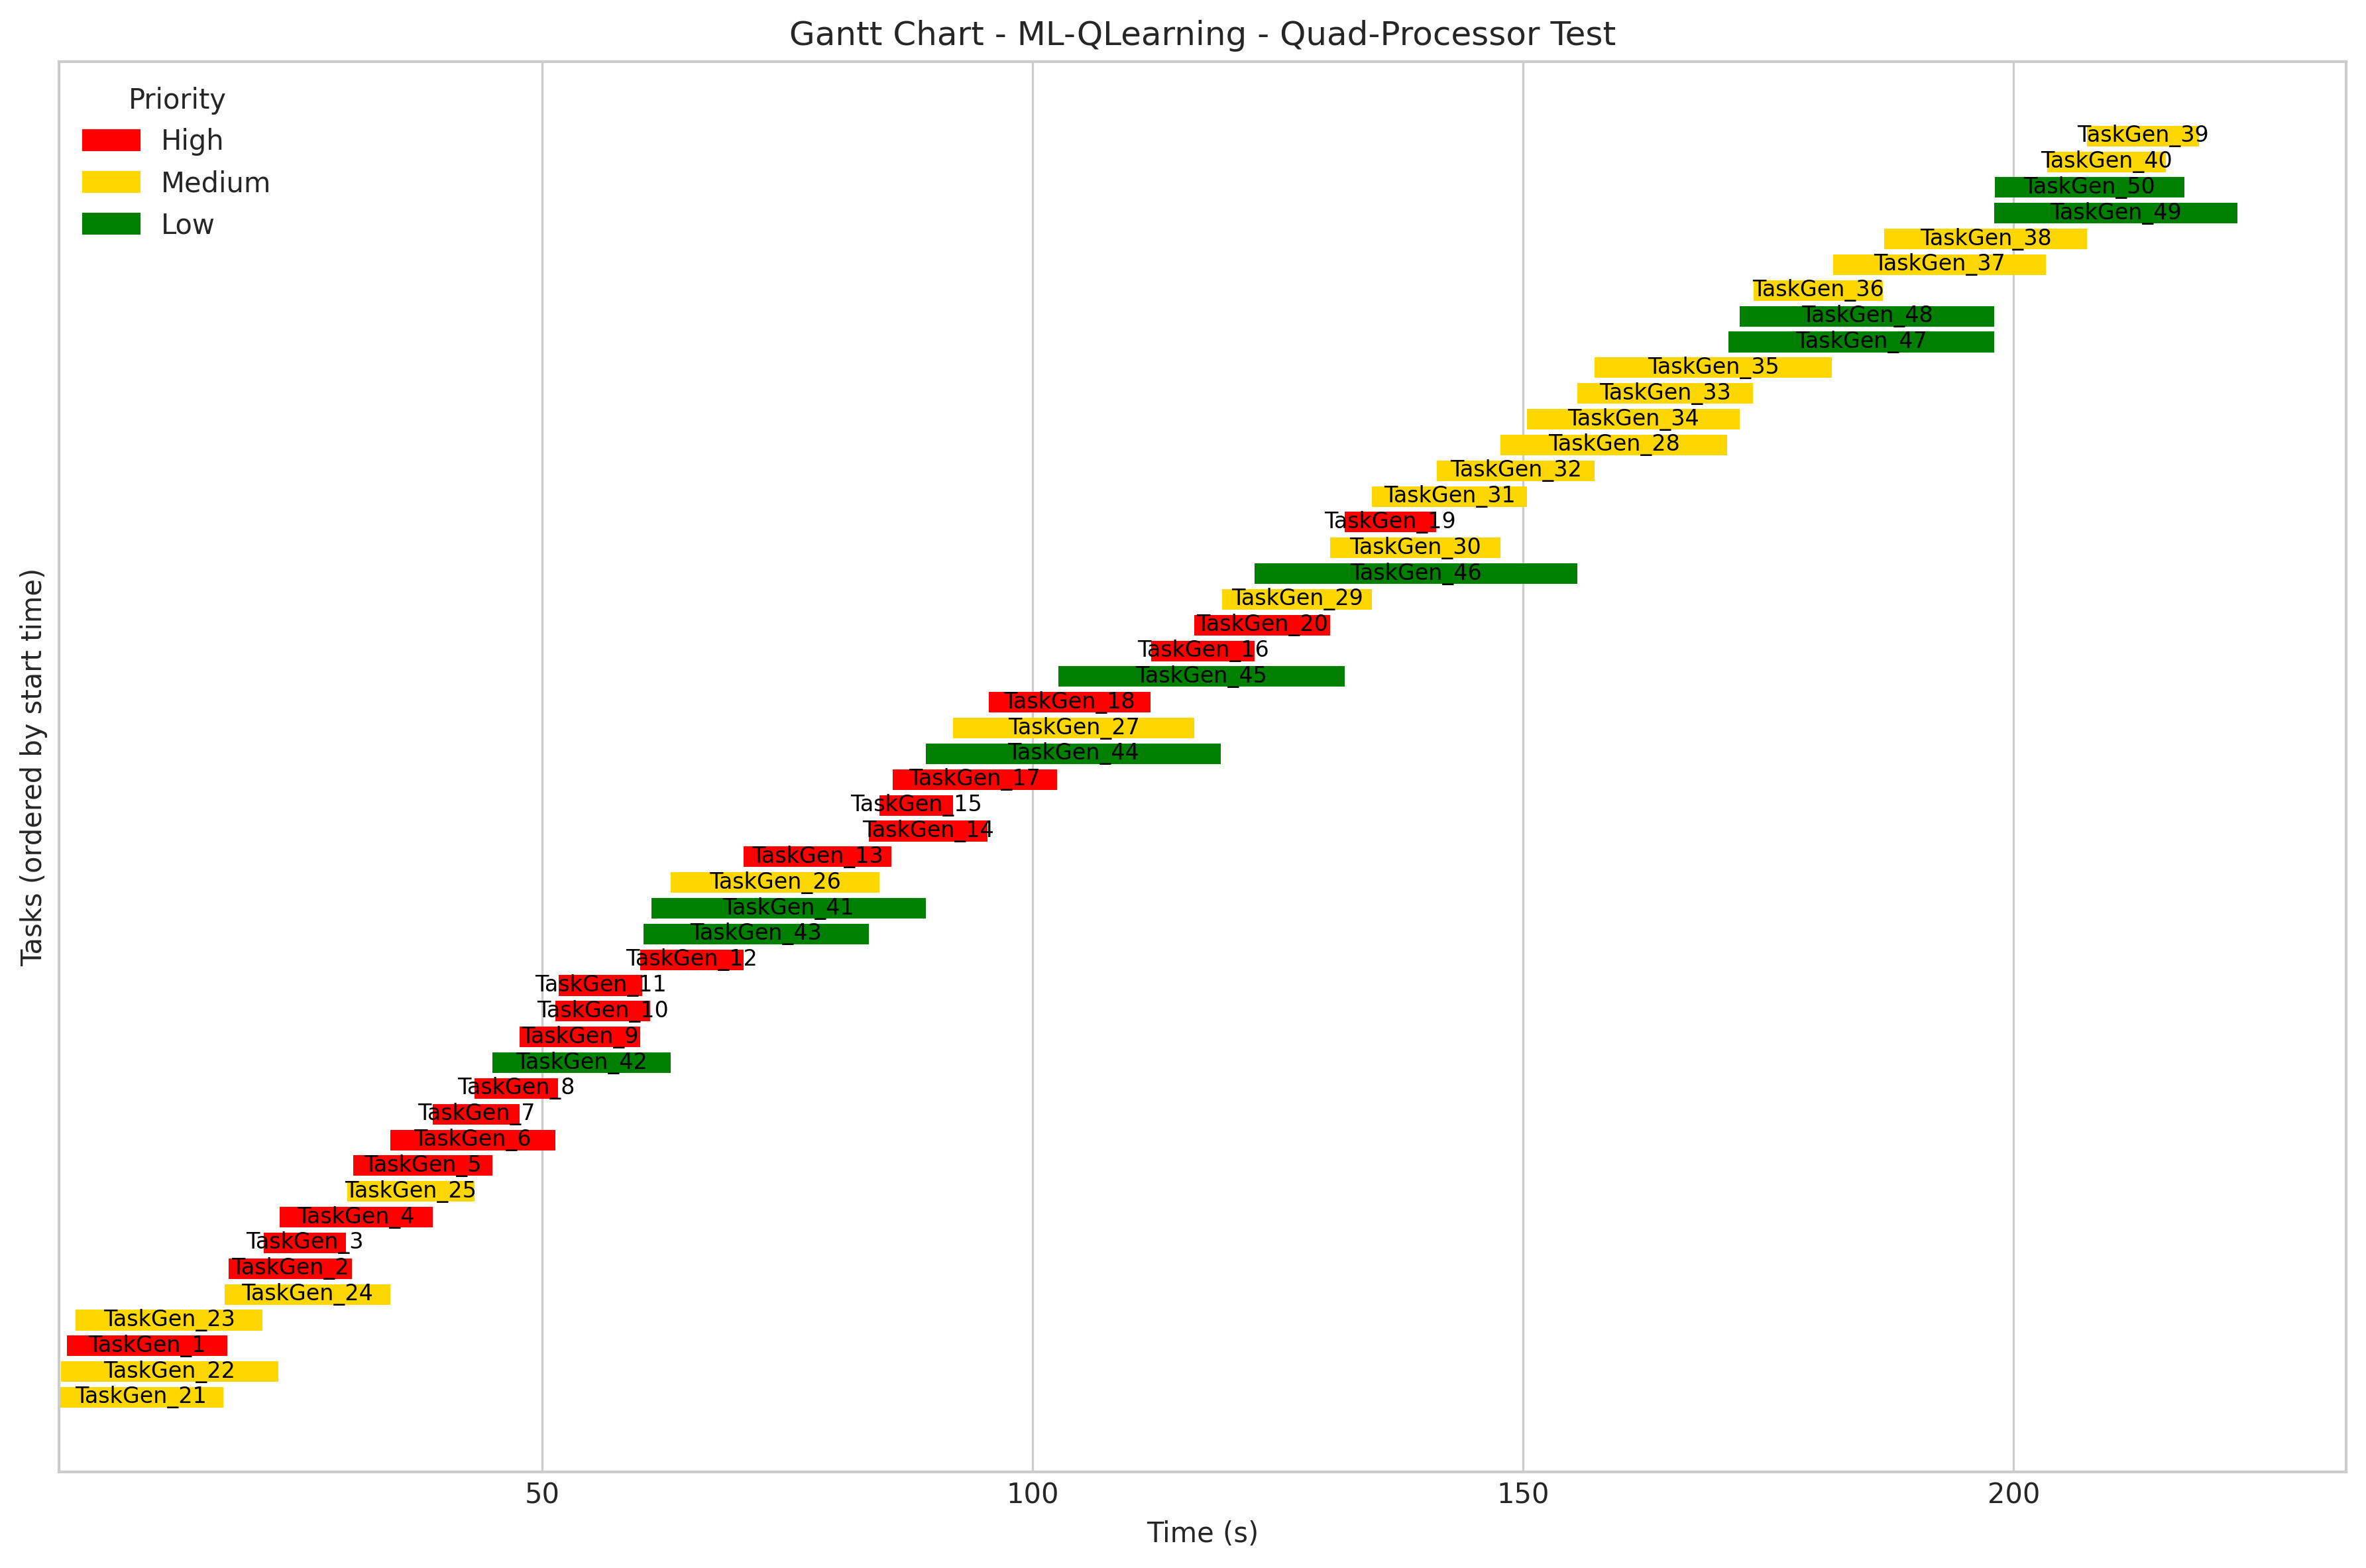 Gantt Chart - ML-QLearning - Quad-Processor Test
Priority
High
Medium
Low
TaskGen_39
TaskGen_40
TaskGen_50
TaskGen_49
TaskGen_38
TaskGen_37
TaskGen_36
TaskGen_48
TaskGen_47
TaskGen_35
TaskGen_33
TaskGen_34
TaskGen_28
TaskGen_32
TaskGen_31
TaskGen_19
TaskGen_30
TaskGen_46
TaskGen_29
TaskGen_20
TaskGen_16
TaskGen_45
TaskGen_18
TaskGen_27
TaskGen_44
TaskGen_17
TaskGen_15
TaskGen_14
TaskGen_13
TaskGen_26
TaskGen_41
TaskGen_43
TaskGen_12
TaskGen_11
TaskGen_10
TaskGen_9
TaskGen_42
TaskGen_8
TaskGen_7
TaskGen_6
TaskGen_5
TaskGen_25
TaskGen_4
TaskGen_3
TaskGen_2
TaskGen_24
TaskGen_23
TaskGen_1
TaskGen_22
TaskGen_21
Tasks (ordered by start time)
50 100 150 200
Time (s)